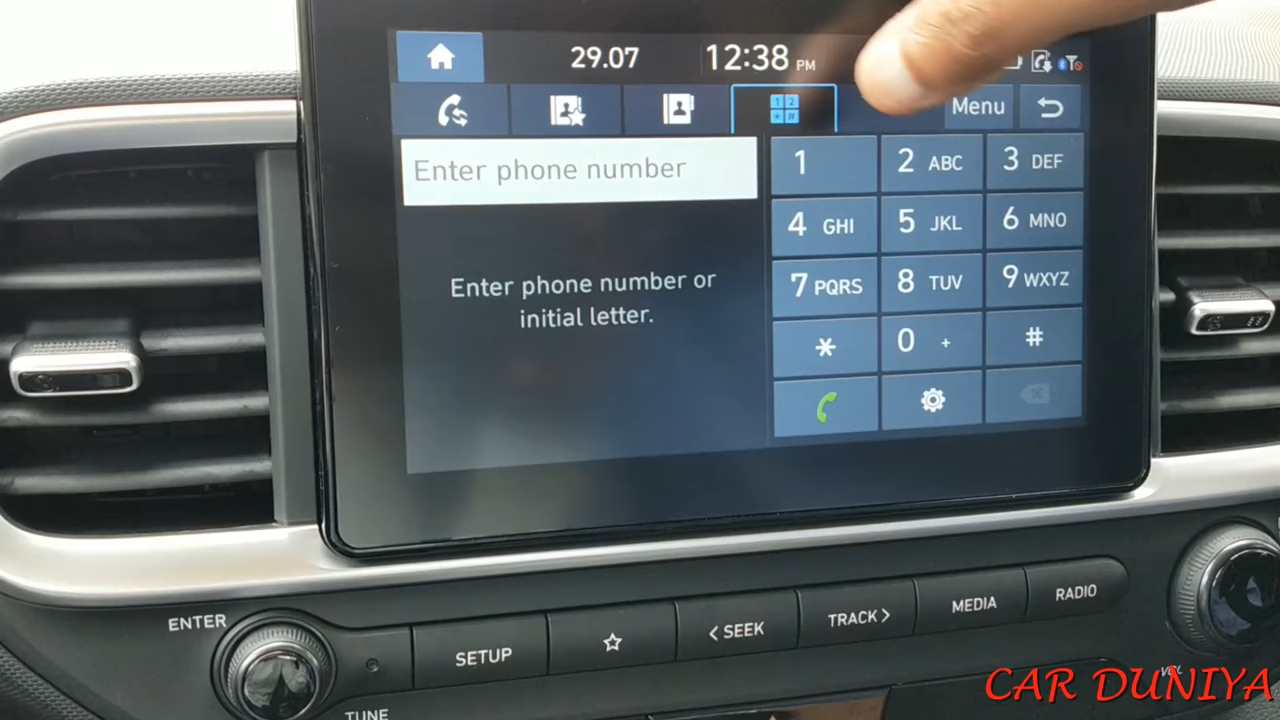 29.07 12:38 PM
Menu
Enter phone number
1 2 ABC 3 DEF
4 GHI 5 JKL 6 MNO
7 PQRS 8 TUV 9 WXYZ
* 0 + #
Enter phone number or
initial letter.
ENTER
SETUP ☆ < SEEK TRACK > MEDIA RADIO
TUNE
VOL
CAR DUNIYA